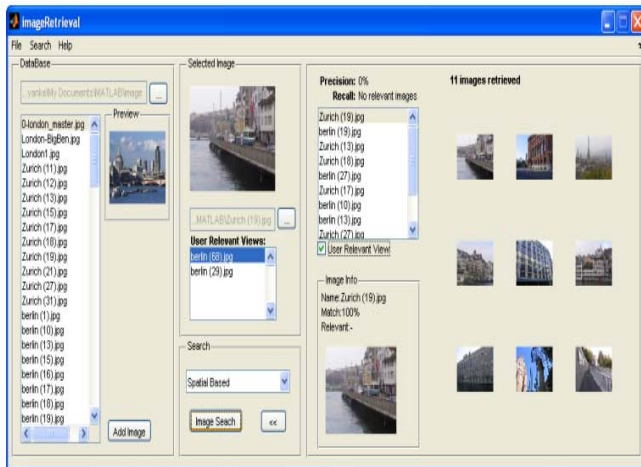 imageRetrieval
File Search Help
DataBase
...yanka\My Documents\MATLAB\image
...
Preview
0-london_master.jpg
London-BigBen.jpg
London1.jpg
Zurich (11).jpg
Zurich (12).jpg
Zurich (13).jpg
Zurich (15).jpg
Zurich (17).jpg
Zurich (18).jpg
Zurich (19).jpg
Zurich (21).jpg
Zurich (27).jpg
Zurich (31).jpg
berlin (1).jpg
berlin (10).jpg
berlin (13).jpg
berlin (15).jpg
berlin (16).jpg
berlin (17).jpg
berlin (18).jpg
berlin (19).jpg
Add Image
Selected Image
..MATLAB\Zurich (19).jpg
...
User Relevant Views:
berlin (68).jpg
berlin (29).jpg
Search
Spatial Based
Image Seach
<<
Precision: 0%
Recall: No relevant images
Zurich (19).jpg
berlin (19).jpg
Zurich (13).jpg
Zurich (18).jpg
berlin (27).jpg
Zurich (17).jpg
berlin (10).jpg
berlin (13).jpg
Zurich (27).jpg
User Relevant View
Image Info
Name:Zurich (19).jpg
Match:100%
Relevant:-
11 images retrieved